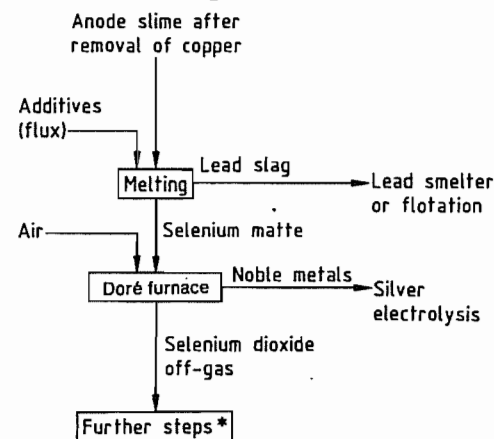 Anode slime after
removal of copper
Additives
(flux)
Lead slag
Melting
Lead smelter
or flotation
Air
Selenium matte
Noble metals
Doré furnace
Silver
electrolysis
Selenium dioxide
off-gas
Further steps*